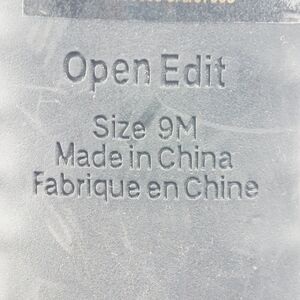 Open Edit
Size 9M
Made in China
Fabrique en Chine